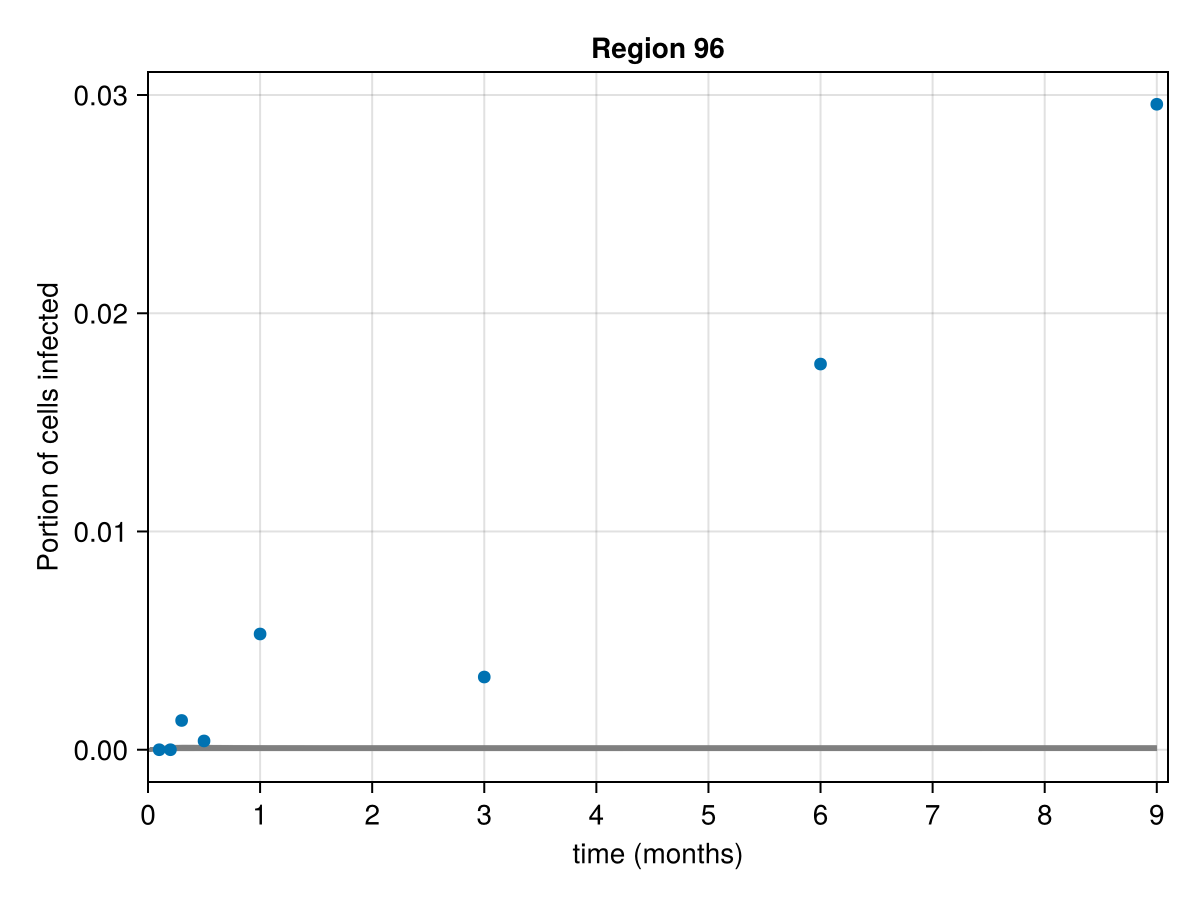 Region 96
Portion of cells infected
0.03
0.02
0.01
0.00
0 1 2 3 4 5 6 7 8 9
time (months)